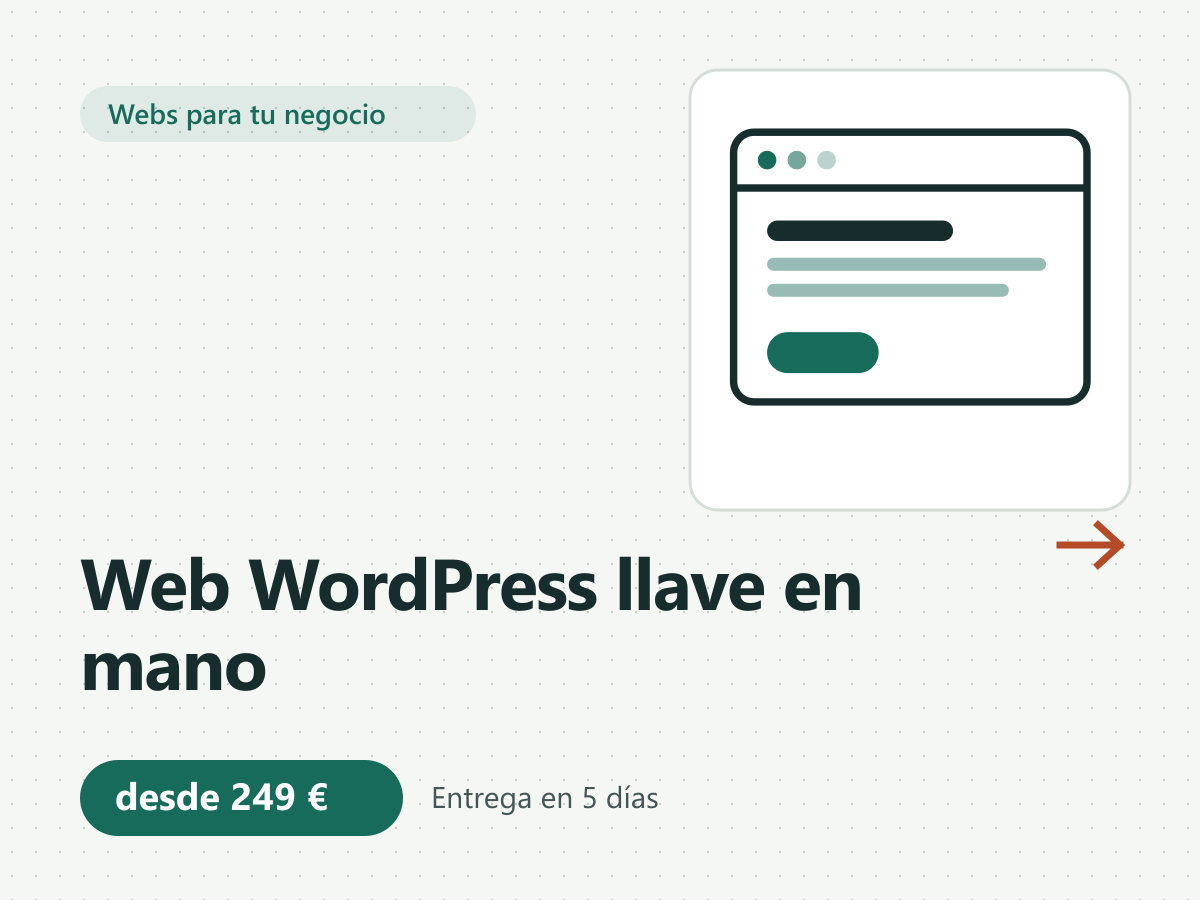 Webs para tu negocio
Web WordPress llave en
mano
desde 249 €
Entrega en 5 días